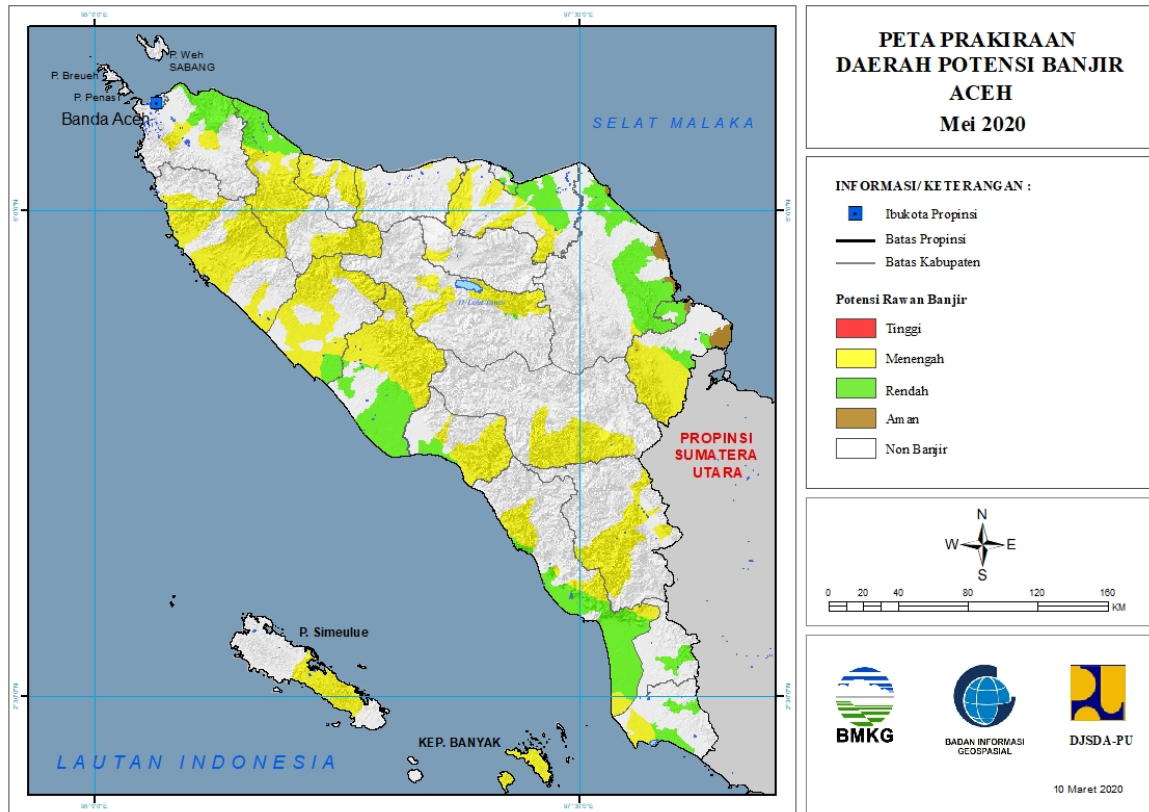 PETA PRAKIRAAN
DAERAH POTENSI BANJIR
ACEH
Mei 2020
INFORMASI/ KETERANGAN :
Ibukota Propinsi
Batas Propinsi
Batas Kabupaten
Potensi Rawan Banjir
Tinggi
Menengah
Rendah
Aman
Non Banjir
N
W E
S
0 20 40 80 120 160
KM
BMKG
BADAN INFORMASI
GEOSPASIAL
DJSDA-PU
10 Maret 2020
P. Weh
SABANG
P. Breueh
P. Penasi
Banda Aceh
SELAT MALAKA
PROPINSI
SUMATERA
UTARA
P. Simeulue
KEP. BANYAK
LAUTAN INDONESIA